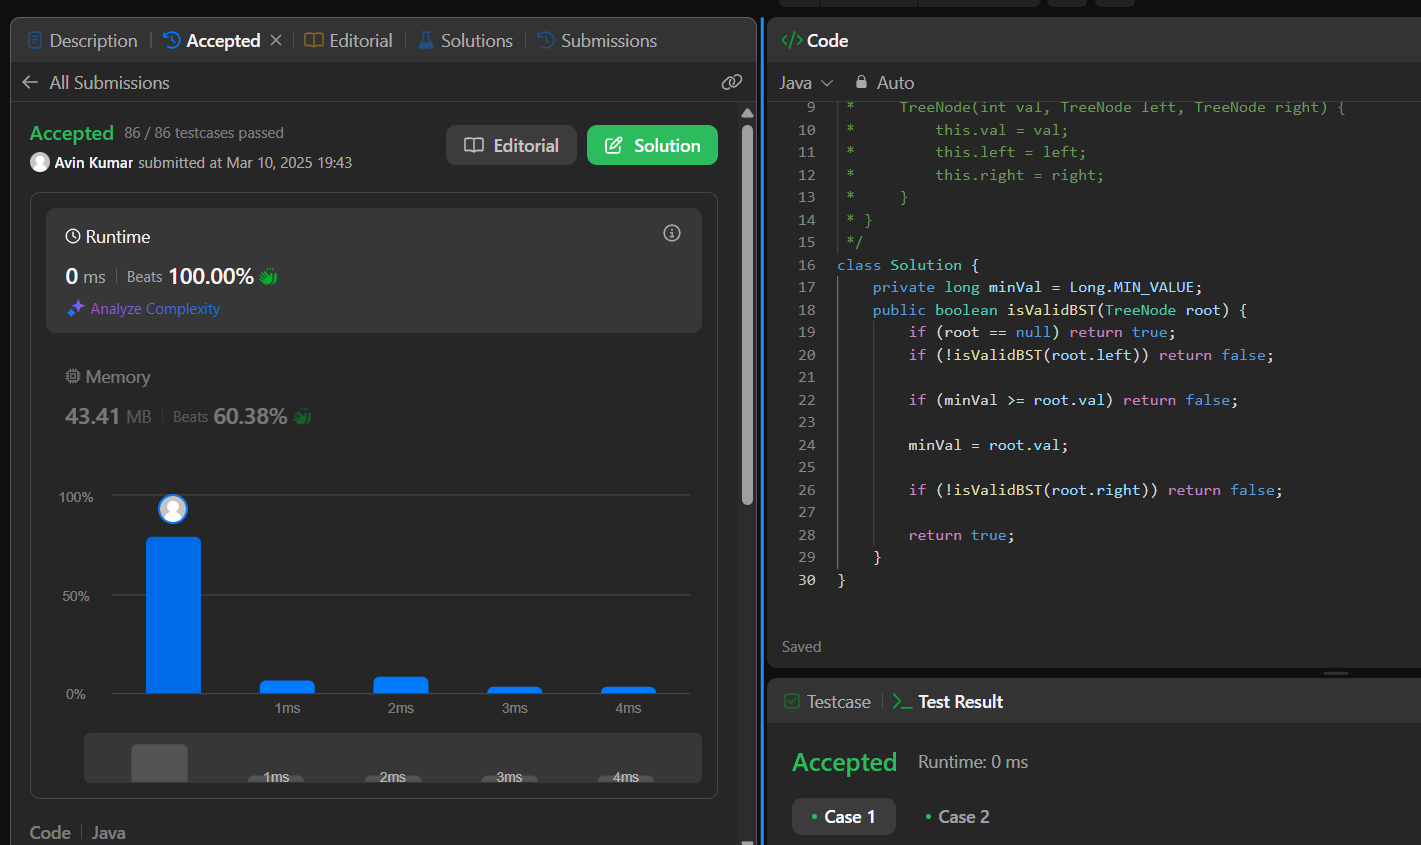 Description
Accepted
Editorial
Solutions
Submissions
All Submissions
Accepted 86 / 86 testcases passed
Avin Kumar submitted at Mar 10, 2025 19:43
Editorial
Solution
Runtime
0 ms Beats 100.00%
Analyze Complexity
Memory
43.41 MB Beats 60.38%
100%
50%
0%
1ms 2ms 3ms 4ms
1ms 2ms 3ms 4ms
Code Java
</> Code
Java Auto
9 * TreeNode(int val, TreeNode left, TreeNode right) {
10 * this.val = val;
11 * this.left = left;
12 * this.right = right;
13 * }
14 * }
15 */
16 class Solution {
17 private long minVal = Long.MIN_VALUE;
18 public boolean isValidBST(TreeNode root) {
19 if (root == null) return true;
20 if (!isValidBST(root.left)) return false;
21
22 if (minVal >= root.val) return false;
23
24 minVal = root.val;
25
26 if (!isValidBST(root.right)) return false;
27
28 return true;
29 }
30 }
Saved
Testcase
Test Result
Accepted Runtime: 0 ms
• Case 1 • Case 2